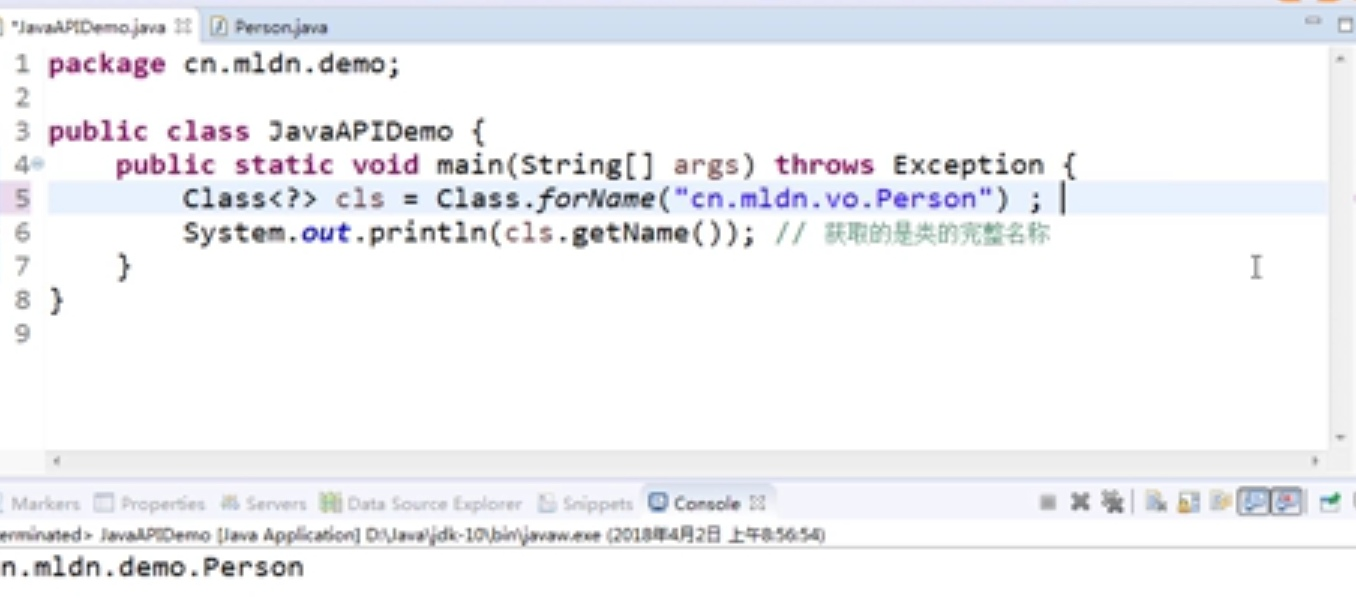 *JavaAPIDemo.java Person.java
1 package cn.mldn.demo;
2
3 public class JavaAPIDemo {
4 public static void main(String[] args) throws Exception {
5 Class<?> cls = Class.forName("cn.mldn.vo.Person") ;
6 System.out.println(cls.getName()); // 获取的是类的完整名称
7 }
8 }
9
Markers Properties Servers Data Source Explorer Snippets Console
erminated> JavaAPIDemo [Java Application] D:\Java\jdk-10\bin\javaw.exe (2018年4月2日 上午8:56:54)
n.mldn.demo.Person